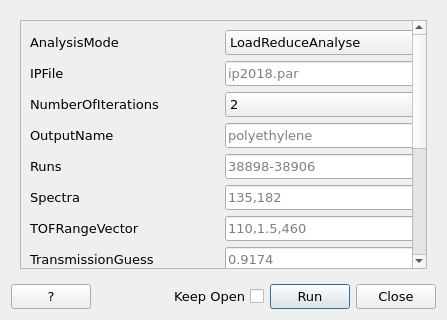 AnalysisMode LoadReduceAnalyse
IPFile ip2018.par
NumberOfIterations 2
OutputName polyethylene
Runs 38898-38906
Spectra 135,182
TOFRangeVector 110,1.5,460
TransmissionGuess 0.9174
? Keep Open Run Close